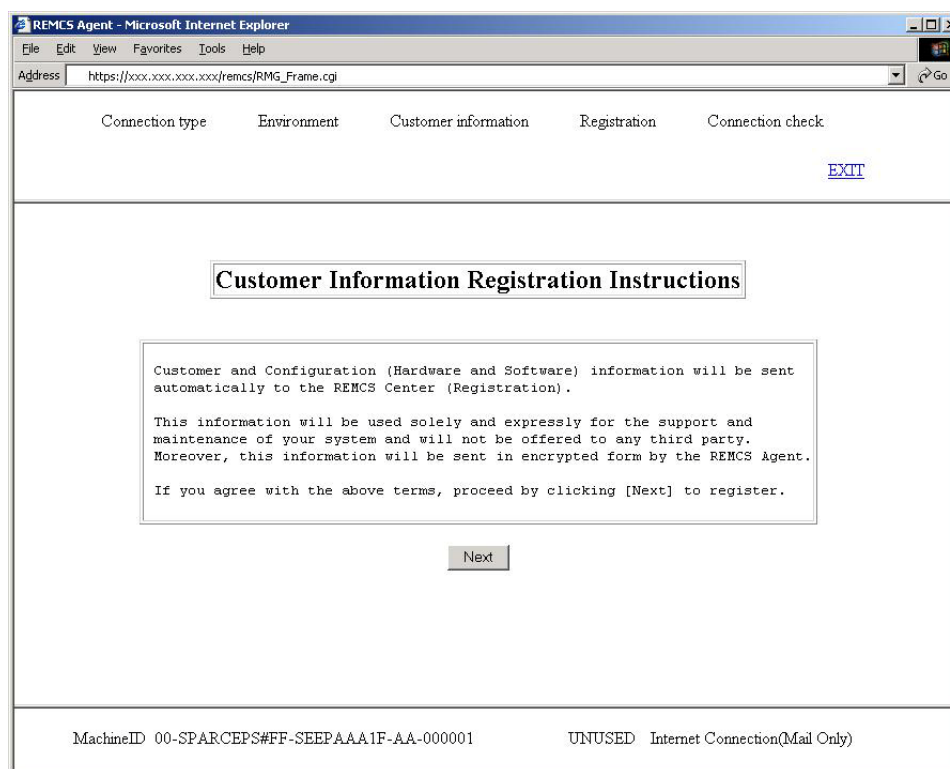 REMCS Agent - Microsoft Internet Explorer
File Edit View Favorites Tools Help
Address https://xxx.xxx.xxx.xxx/remcs/RMG_Frame.cgi Go
Connection type Environment Customer information Registration Connection check
EXIT
Customer Information Registration Instructions
Customer and Configuration (Hardware and Software) information will be sent
automatically to the REMCS Center (Registration).
This information will be used solely and expressly for the support and
maintenance of your system and will not be offered to any third party.
Moreover, this information will be sent in encrypted form by the REMCS Agent.
If you agree with the above terms, proceed by clicking [Next] to register.
Next
MachineID 00-SPARCEPS#FF-SEEPAAA1F-AA-000001 UNUSED Internet Connection(Mail Only)